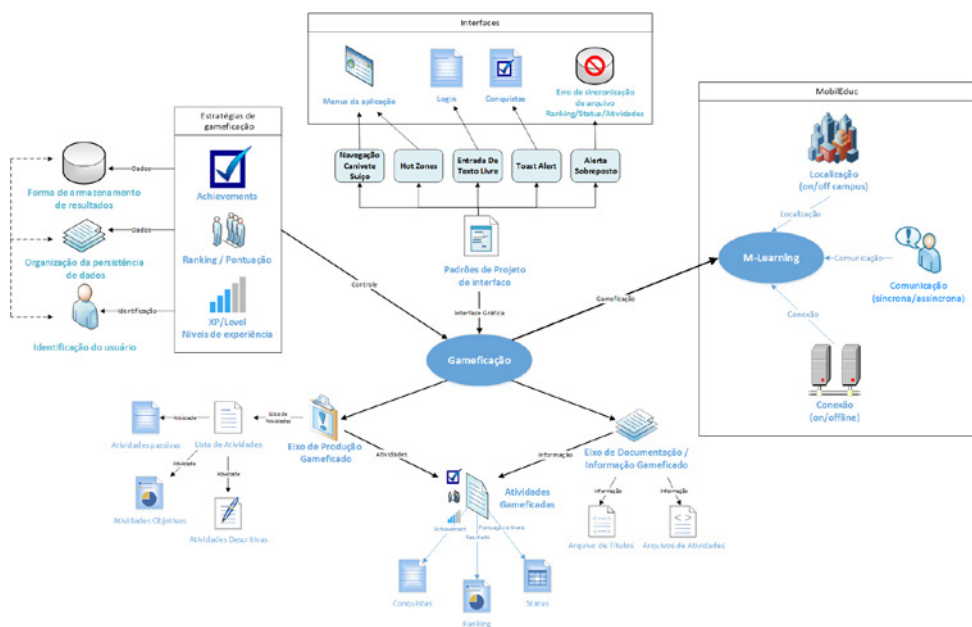 Interfaces
Menus da aplicação
Login
Conquistas
Erro de sincronização
de arquivo
Ranking/Status/Atividades
Navegação
Canivete
Suíço
Hot Zones
Entrada De
Texto Livre
Toast Alert
Alerta
Sobreposto
Padrões de Projeto
de Interface
Interface Gráfica
Estratégias de
gameficação
Achievements
Ranking / Pontuação
XP/Level
Níveis de experiência
Dados
Forma de armazenamento
de resultados
Dados
Organização da persistência
de dados
Identificação
Identificação do usuário
Controle
Gameficação
Gameficação
MobilEduc
Localização
(on/off campus)
Localização
M-Learning
Comunicação
Comunicação
(síncrona/assíncrona)
Conexão
Conexão
(on/offline)
Eixo de Produção
Gameficado
Lista de
Atividades
Lista de Atividades
Atividade
Atividades passivas
Atividade
Atividades Objetivas
Atividade
Atividades Descritivas
Atividades
Informação
Eixo de Documentação /
Informação Gameficado
Informação
Arquivo de Títulos
Informação
Arquivos de Atividades
Atividades
Gameficadas
Achievement
Resultado
Conquistas
Ranking
Status